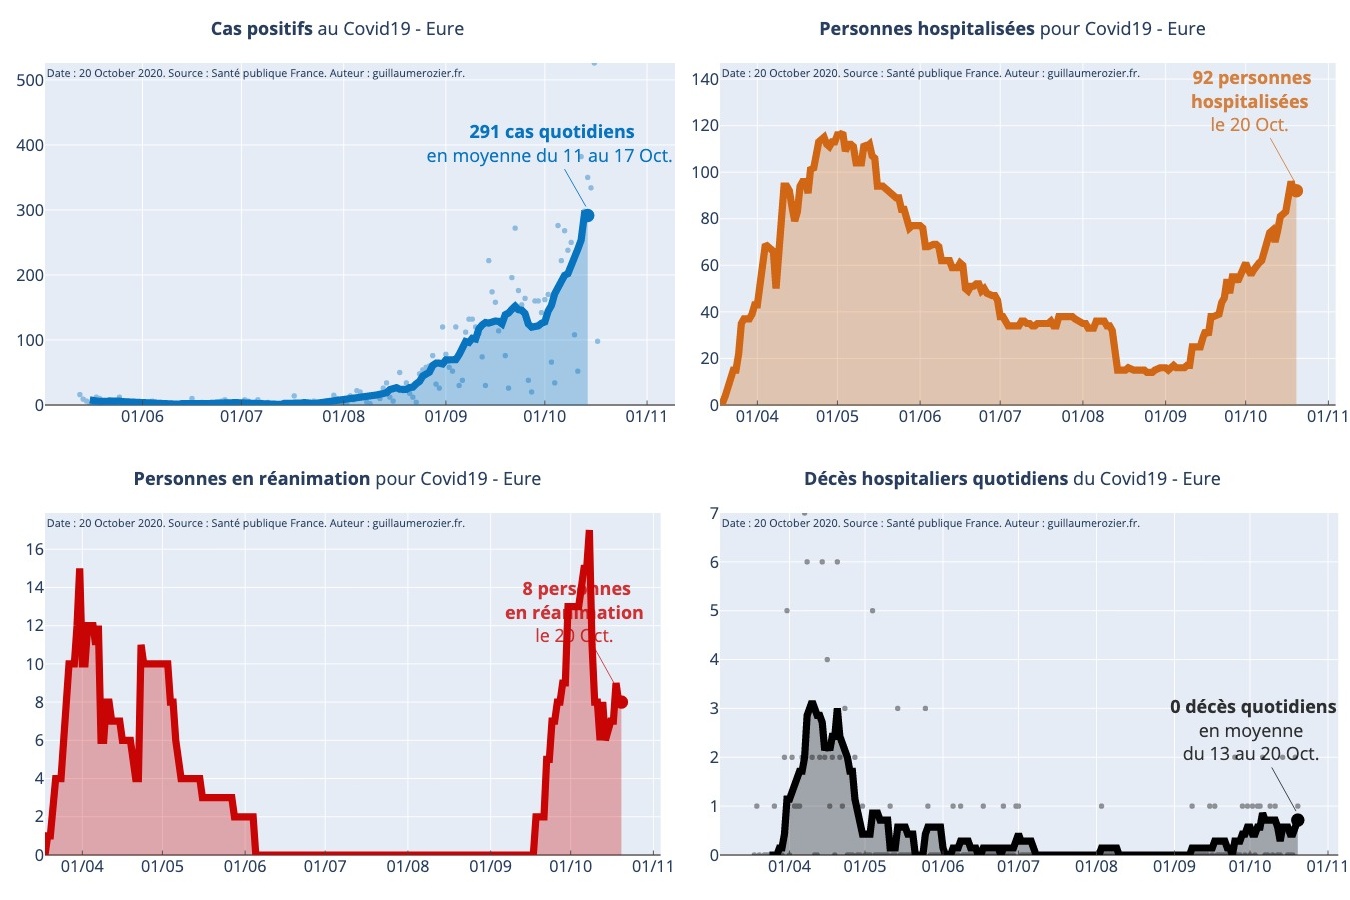 Cas positifs au Covid19 - Eure
Date : 20 October 2020. Source : Santé publique France. Auteur : guillaumerozier.fr.
500
400
300
200
100
0
291 cas quotidiens
en moyenne du 11 au 17 Oct.
01/06 01/07 01/08 01/09 01/10 01/11
Personnes hospitalisées pour Covid19 - Eure
Date : 20 October 2020. Source : Santé publique France. Auteur : guillaumerozier.fr.
140
120
100
80
60
40
20
0
92 personnes
hospitalisées
le 20 Oct.
01/04 01/05 01/06 01/07 01/08 01/09 01/10 01/11
Personnes en réanimation pour Covid19 - Eure
Date : 20 October 2020. Source : Santé publique France. Auteur : guillaumerozier.fr.
16
14
12
10
8
6
4
2
0
8 personnes
en réanimation
le 20 Oct.
01/04 01/05 01/06 01/07 01/08 01/09 01/10 01/11
Décès hospitaliers quotidiens du Covid19 - Eure
Date : 20 October 2020. Source : Santé publique France. Auteur : guillaumerozier.fr.
7
6
5
4
3
2
1
0
0 décès quotidiens
en moyenne
du 13 au 20 Oct.
01/04 01/05 01/06 01/07 01/08 01/09 01/10 01/11